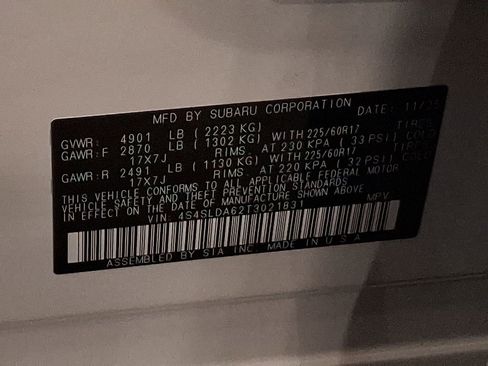 MFD BY SUBARU CORPORATION DATE: 11/25
GVWR: 4901 LB (2223 KG)
GAWR:F 2870 LB (1302 KG) WITH 225/60R17 TIRES,
17X7J RIMS, AT 230 KPA (33 PSI) COLD
GAWR:R 2491 LB (1130 KG) WITH 225/60R17 TIRES,
17X7J RIMS, AT 220 KPA (32 PSI) COLD
THIS VEHICLE CONFORMS TO ALL APPLICABLE FEDERAL MOTOR
VEHICLE SAFETY AND THEFT PREVENTION STANDARDS
IN EFFECT ON THE DATE OF MANUFACTURE SHOWN ABOVE
VIN: 4S4SLDA62T3021831 MPV
ASSEMBLED BY SIA INC. MADE IN U.S.A